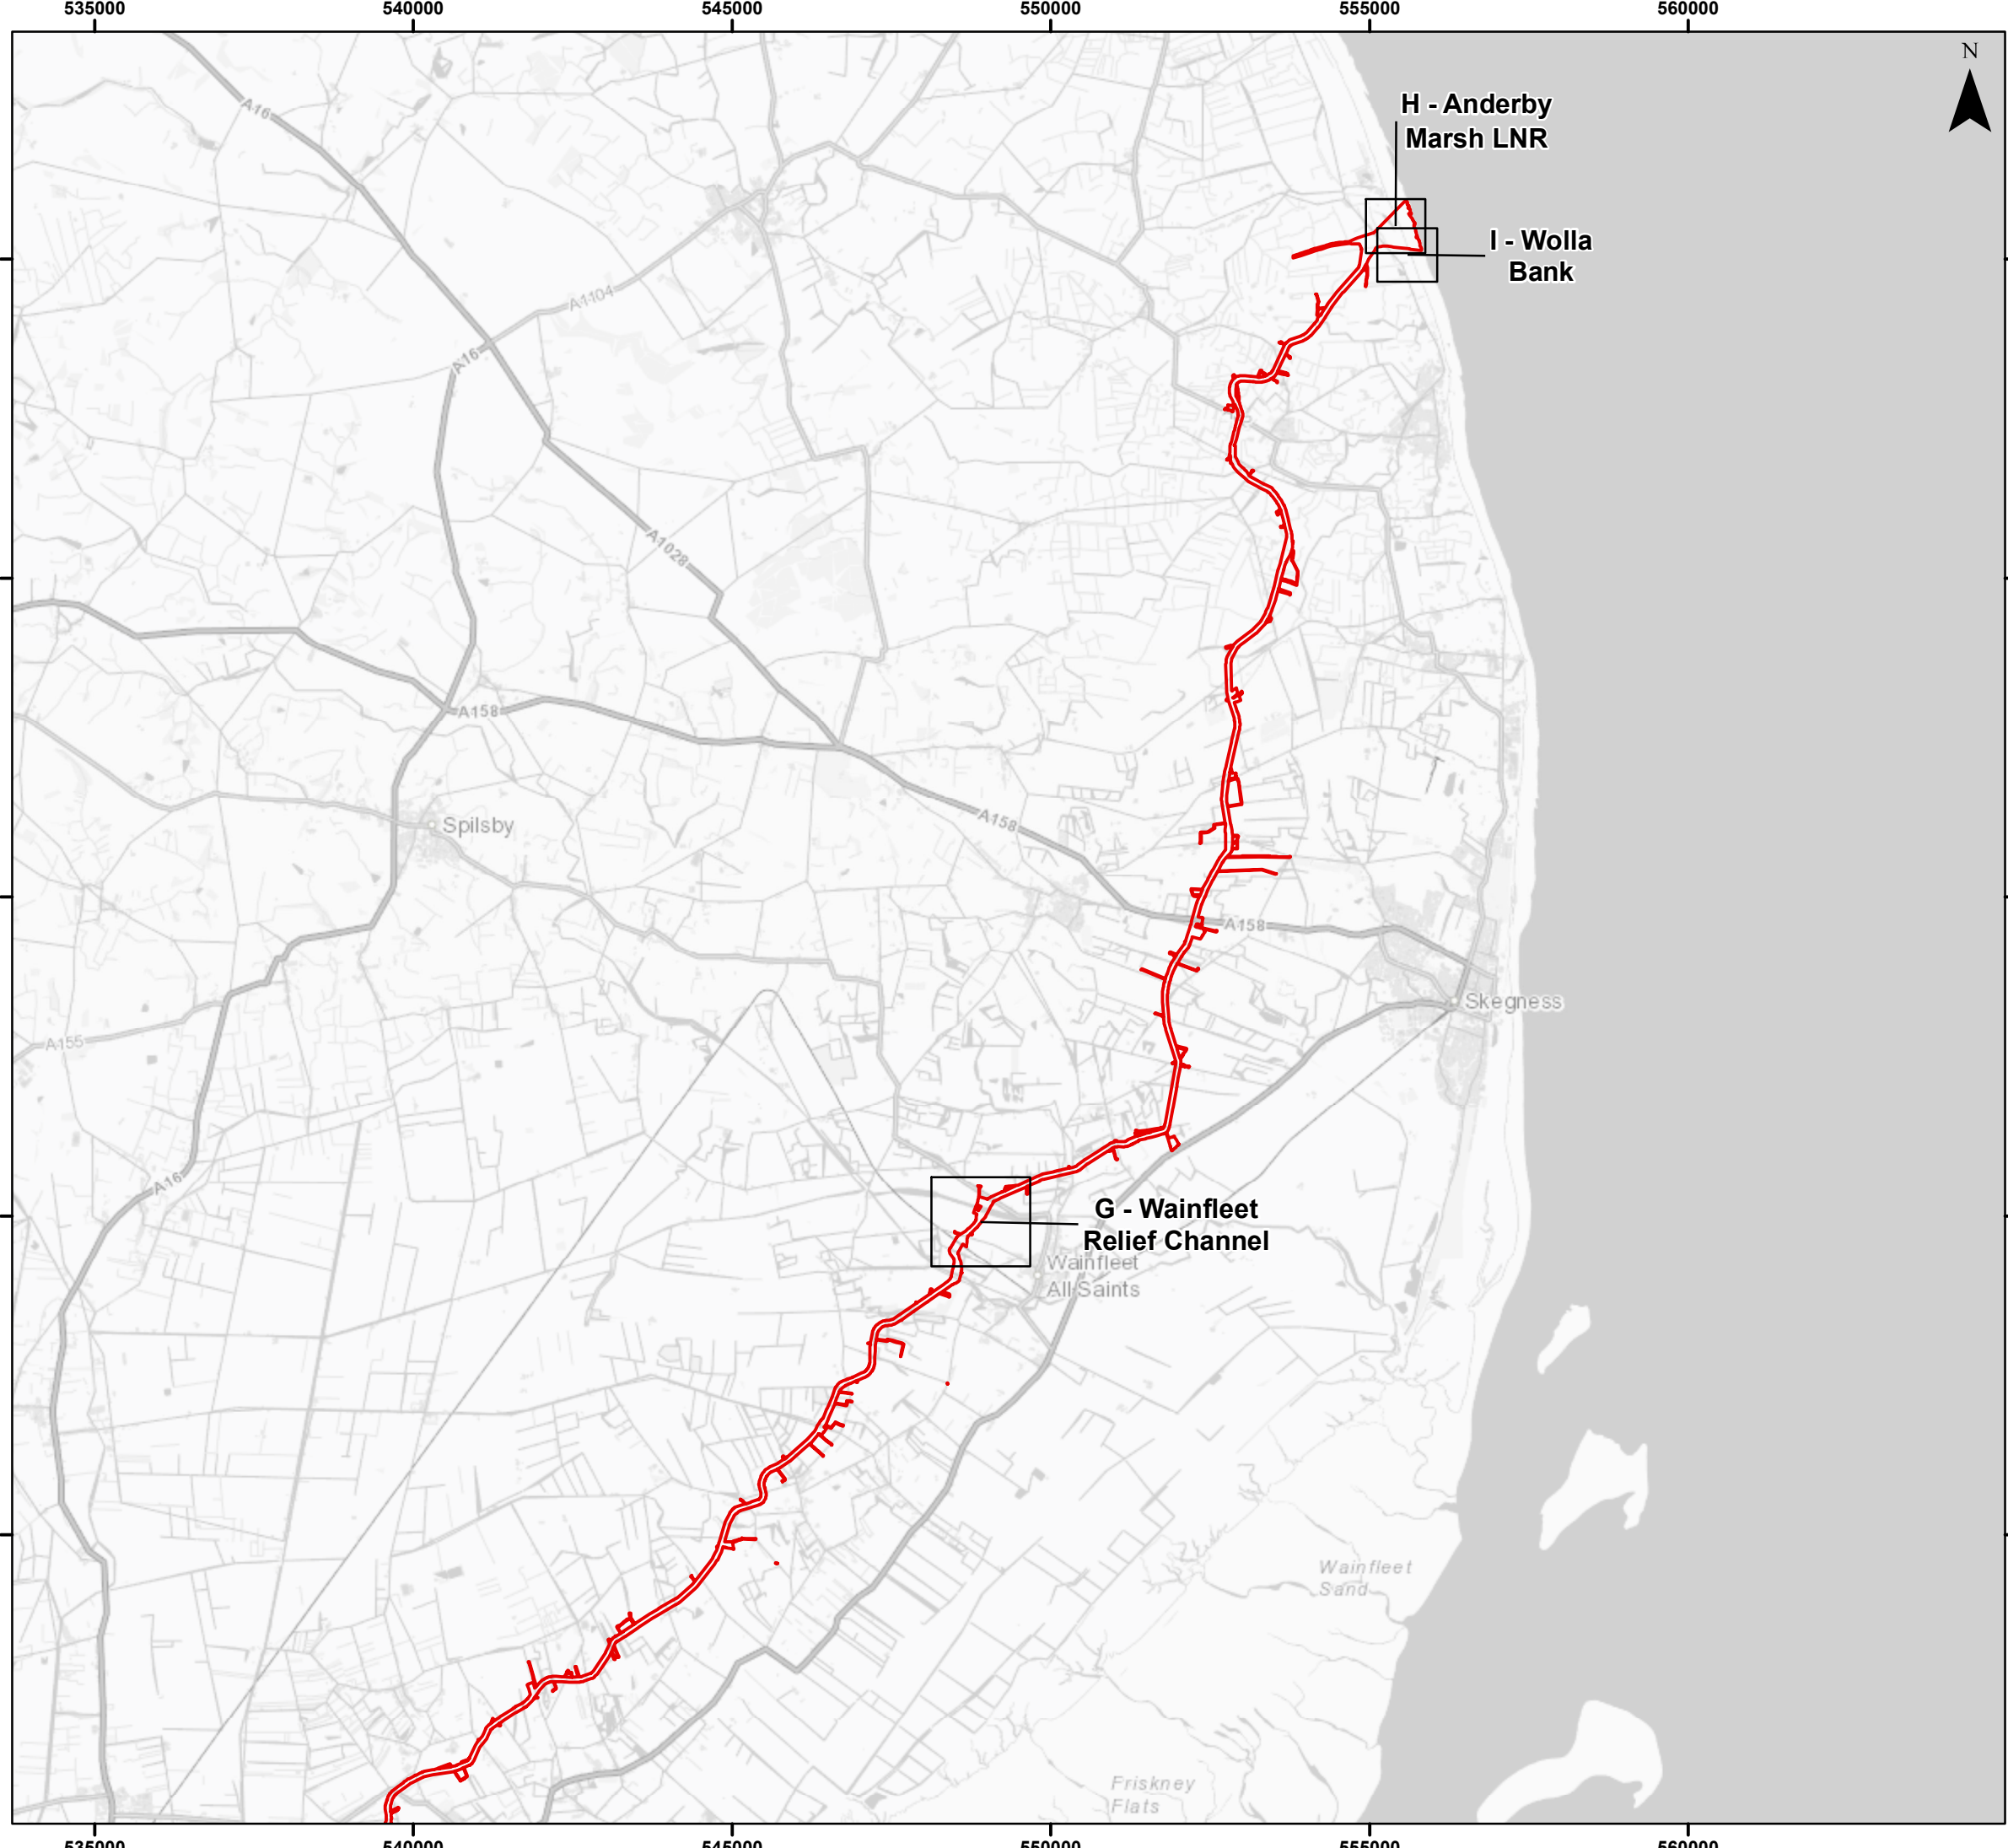 535000 540000 545000 550000 555000 560000
N
A16
H - Anderby
Marsh LNR
I - Wolla
Bank
A1104
A16
A1028
A158
A158
Spilsby
A158
Skegness
A155
A16
G - Wainfleet
Relief Channel
Wainfleet
All Saints
Wainfleet
Sand
Friskney
Flats
535000 540000 545000 550000 555000 560000